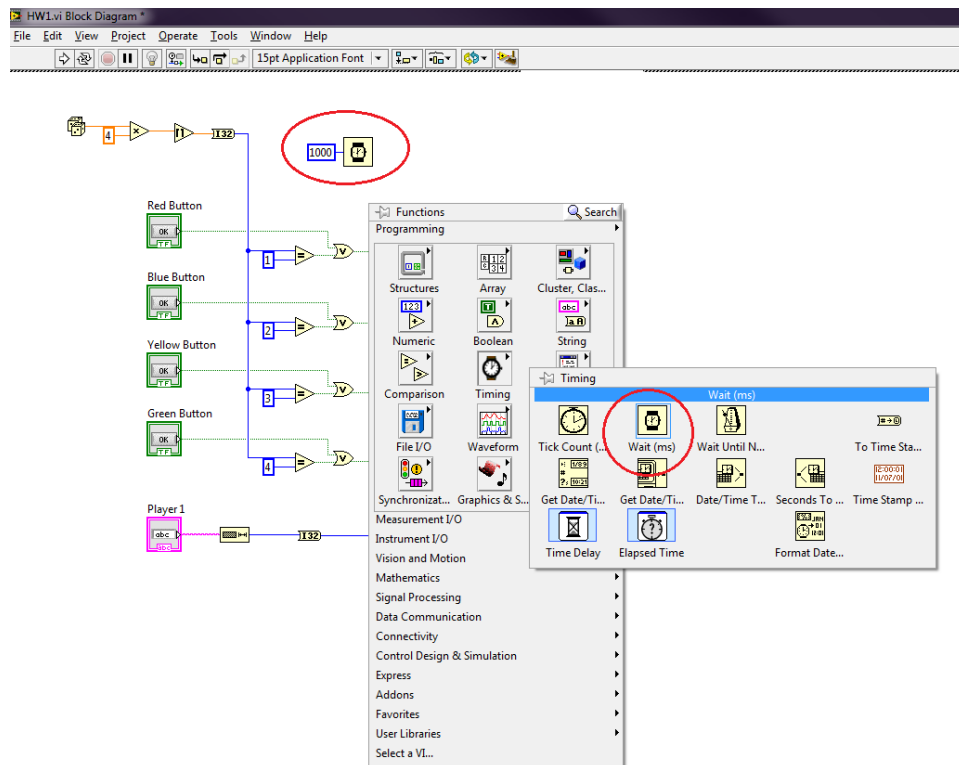 HW1.vi Block Diagram *
File Edit View Project Operate Tools Window Help
15pt Application Font
4
I32
1000
Red Button
OK
TF
1
Blue Button
OK
TF
2
Yellow Button
OK
TF
3
Green Button
OK
TF
4
Player 1
abc
abc
I32
Functions
Search
Programming
Structures Array Cluster, Clas...
123
abc
Numeric Boolean String
Comparison Timing
File I/O Waveform
Synchronizat... Graphics & S...
Measurement I/O
Instrument I/O
Vision and Motion
Mathematics
Signal Processing
Data Communication
Connectivity
Control Design & Simulation
Express
Addons
Favorites
User Libraries
Select a VI...
Timing
Wait (ms)
Tick Count (... Wait (ms) Wait Until N... To Time Sta...
Get Date/Ti... Get Date/Ti... Date/Time T... Seconds To ... Time Stamp ...
Time Delay Elapsed Time Format Date...